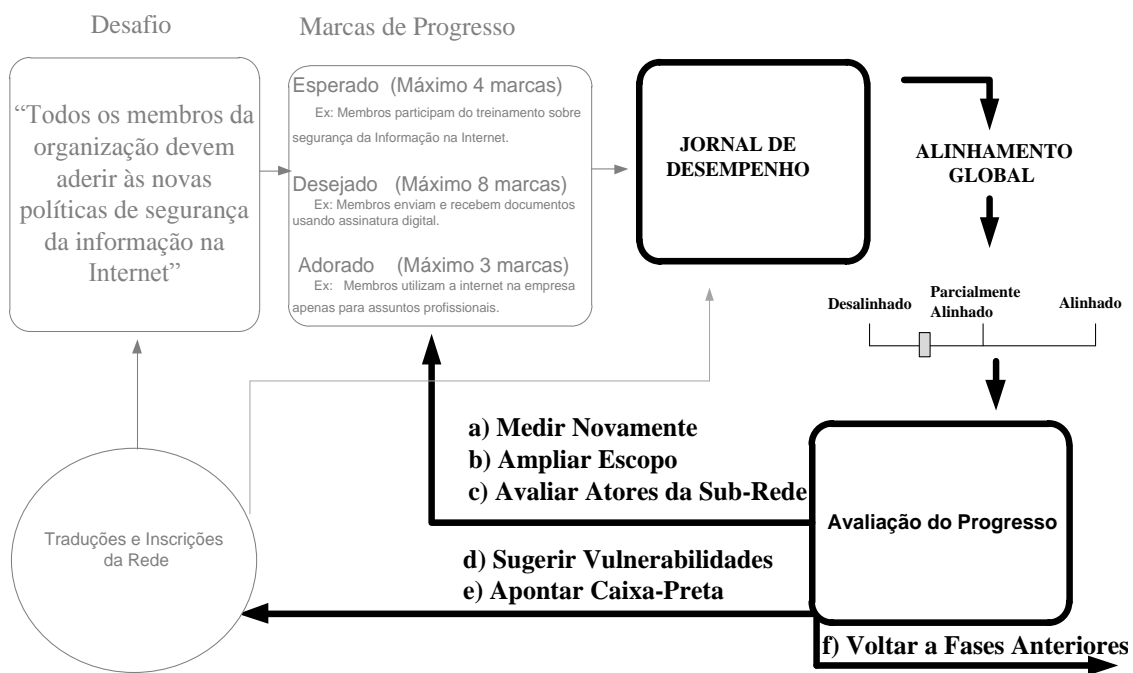 Desafio
Marcas de Progresso
“Todos os membros da
organização devem
aderir às novas
políticas de segurança
da informação na
Internet”
Esperado (Máximo 4 marcas)
Ex: Membros participam do treinamento sobre
segurança da Informação na Internet.
Desejado (Máximo 8 marcas)
Ex: Membros enviam e recebem documentos
usando assinatura digital.
Adorado (Máximo 3 marcas)
Ex: Membros utilizam a internet na empresa
apenas para assuntos profissionais.
JORNAL DE
DESEMPENHO
ALINHAMENTO
GLOBAL
Desalinhado
Parcialmente
Alinhado
Alinhado
a) Medir Novamente
b) Ampliar Escopo
c) Avaliar Atores da Sub-Rede
Avaliação do Progresso
Traduções e Inscrições
da Rede
d) Sugerir Vulnerabilidades
e) Apontar Caixa-Preta
f) Voltar a Fases Anteriores